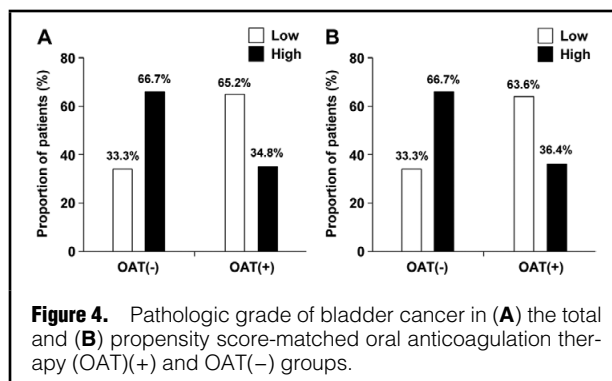 A
Low
High
Proportion of patients (%)
80
60
40
20
0
33.3%
66.7%
65.2%
34.8%
OAT(-)
OAT(+)
B
Low
High
Proportion of patients (%)
80
60
40
20
0
33.3%
66.7%
63.6%
36.4%
OAT(-)
OAT(+)
Figure 4. Pathologic grade of bladder cancer in (A) the total
and (B) propensity score-matched oral anticoagulation ther-
apy (OAT)(+) and OAT(−) groups.